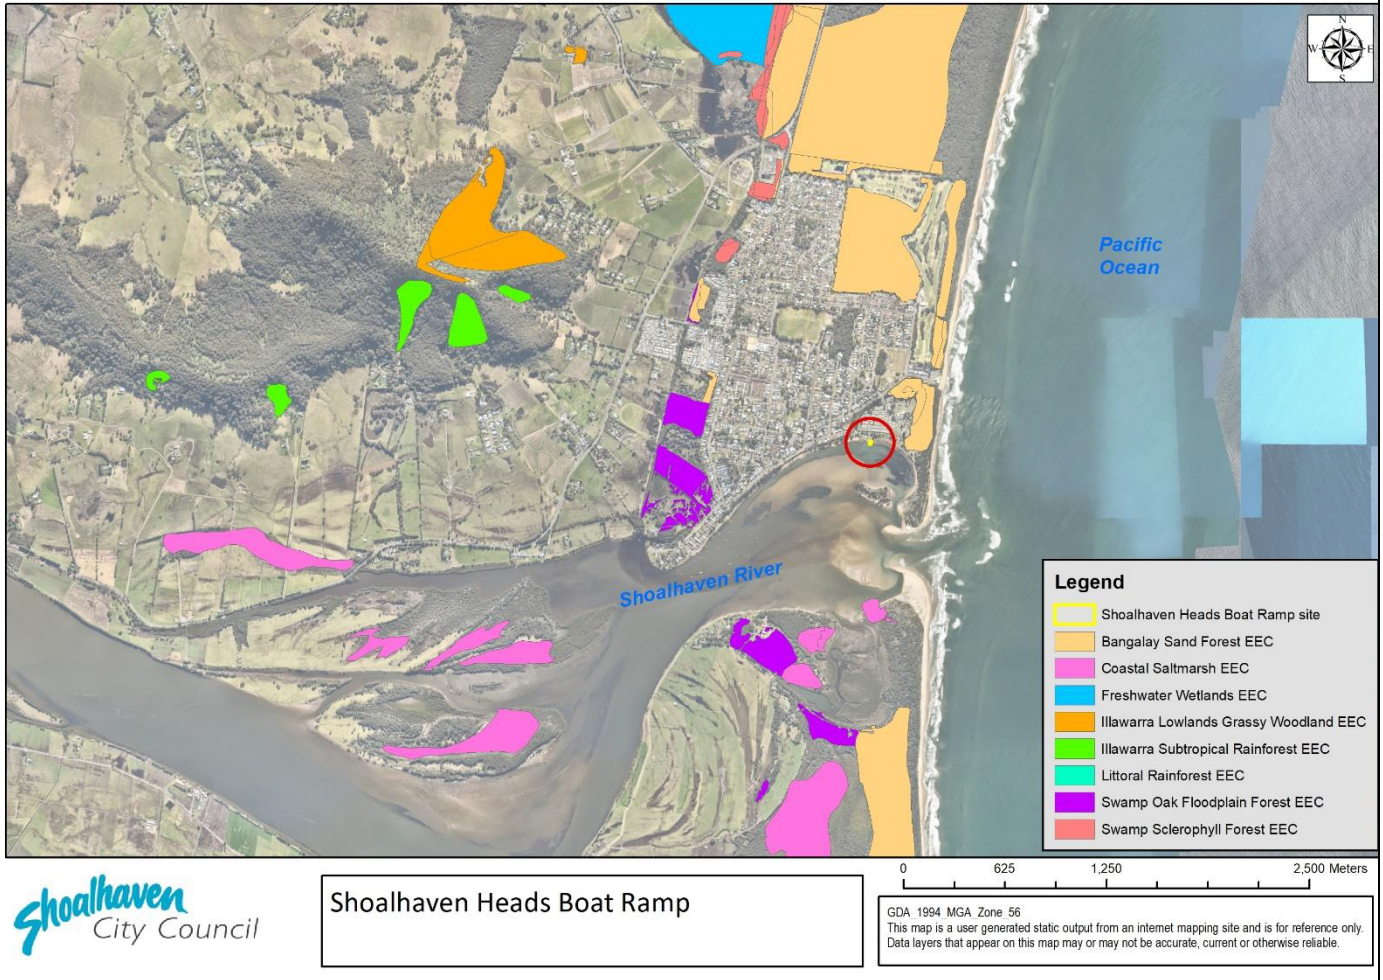 N
W E
S
Pacific
Ocean
Shoalhaven River
Legend
Shoalhaven Heads Boat Ramp site
Bangalay Sand Forest EEC
Coastal Saltmarsh EEC
Freshwater Wetlands EEC
Illawarra Lowlands Grassy Woodland EEC
Illawarra Subtropical Rainforest EEC
Littoral Rainforest EEC
Swamp Oak Floodplain Forest EEC
Swamp Sclerophyll Forest EEC
0 625 1,250 2,500 Meters
Shoalhaven
City Council
Shoalhaven Heads Boat Ramp
GDA_1994_MGA_Zone_56
This map is a user generated static output from an internet mapping site and is for reference only.
Data layers that appear on this map may or may not be accurate, current or otherwise reliable.